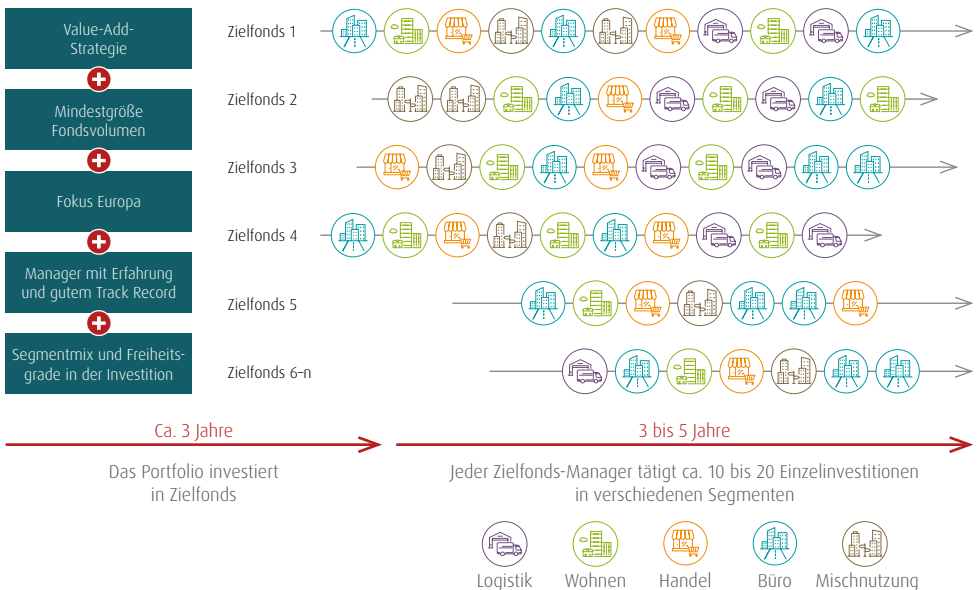 Value-Add-
Strategie
Mindestgröße
Fondsvolumen
Fokus Europa
Manager mit Erfahrung
und gutem Track Record
Segmentmix und Freiheits-
grade in der Investition
Zielfonds 1
Zielfonds 2
Zielfonds 3
Zielfonds 4
Zielfonds 5
Zielfonds 6–n
Ca. 3 Jahre
Das Portfolio investiert
in Zielfonds
3 bis 5 Jahre
Jeder Zielfonds-Manager tätigt ca. 10 bis 20 Einzelinvestitionen
in verschiedenen Segmenten
Logistik
Wohnen
Handel
Büro
Mischnutzung